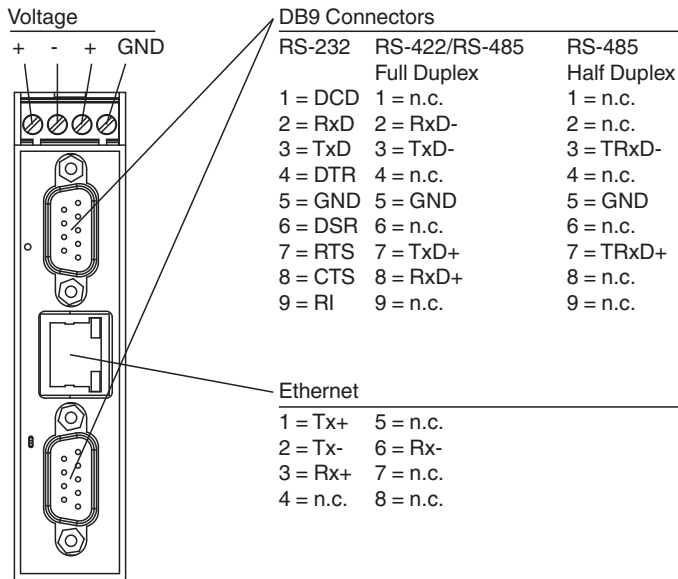 Voltage
+ - + GND
DB9 Connectors
RS-232 RS-422/RS-485 RS-485
Full Duplex Half Duplex
1 = DCD 1 = n.c. 1 = n.c.
2 = RxD 2 = RxD- 2 = n.c.
3 = TxD 3 = TxD- 3 = TRxD-
4 = DTR 4 = n.c. 4 = n.c.
5 = GND 5 = GND 5 = GND
6 = DSR 6 = n.c. 6 = n.c.
7 = RTS 7 = TxD+ 7 = TRxD+
8 = CTS 8 = RxD+ 8 = n.c.
9 = RI 9 = n.c. 9 = n.c.
Ethernet
1 = Tx+ 5 = n.c.
2 = Tx- 6 = Rx-
3 = Rx+ 7 = n.c.
4 = n.c. 8 = n.c.